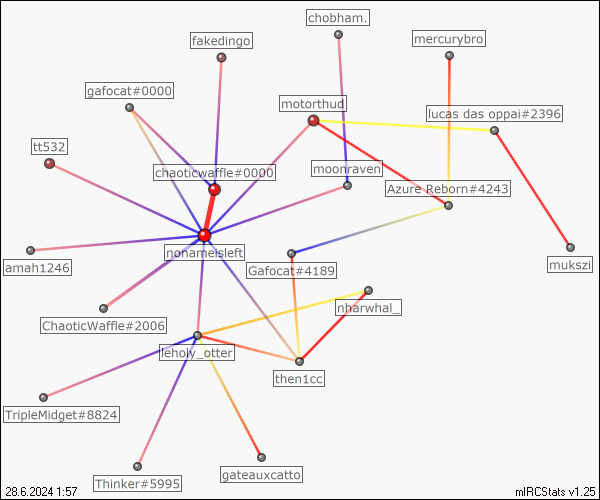 chobham.
mercurybro
fakedingo
gafocat#0000
motorthud
lucas das oppai#2396
tt532
chaoticwaffle#0000
moonraven
Azure Reborn#4243
nonameisleft
amah1246
Gafocat#4189
mukszi
nharwhal_
ChaoticWaffle#2006
leholy_otter
then1cc
TripleMidget#8824
gateauxcatto
Thinker#5995
28.6.2024 1:57
mIRCStats v1.25